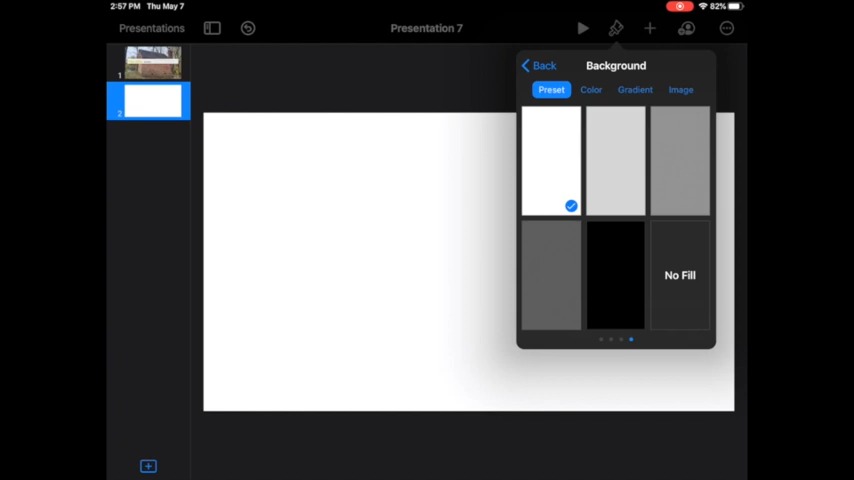 2:57 PM Thu May 7
82%
Presentations
Presentation 7
Back
Background
Preset
Color
Gradient
Image
1
2
No Fill